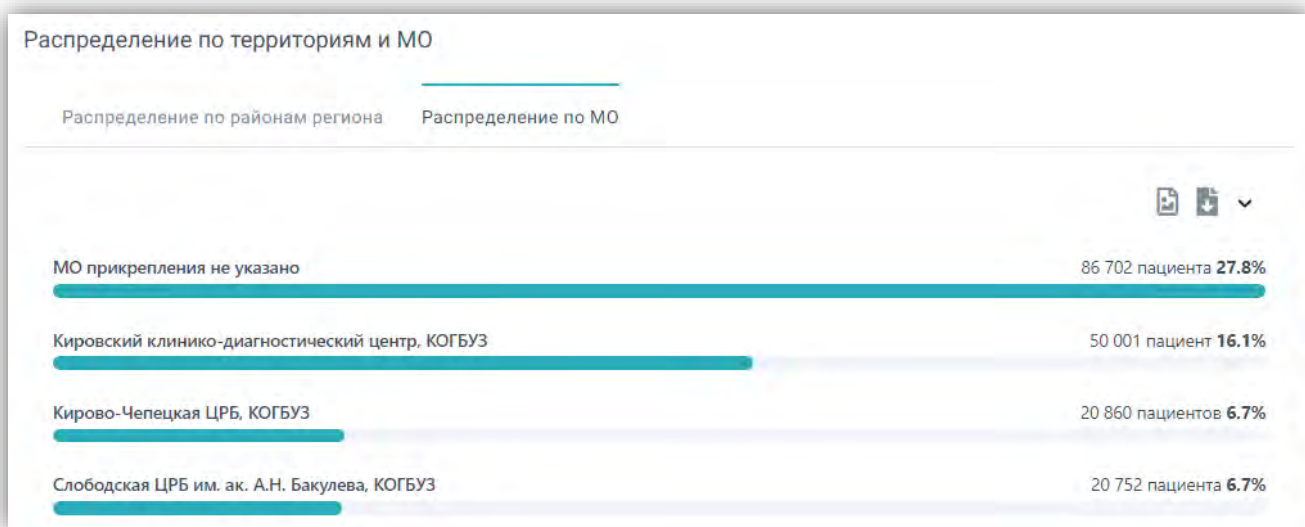 Распределение по территориям и МО
Распределение по районам региона Распределение по МО
МО прикрепления не указано 86 702 пациента 27.8%
Кировский клинико-диагностический центр, КОГБУЗ 50 001 пациент 16.1%
Кирово-Чепецкая ЦРБ, КОГБУЗ 20 860 пациентов 6.7%
Слободская ЦРБ им. ак. А.Н. Бакулева, КОГБУЗ 20 752 пациента 6.7%